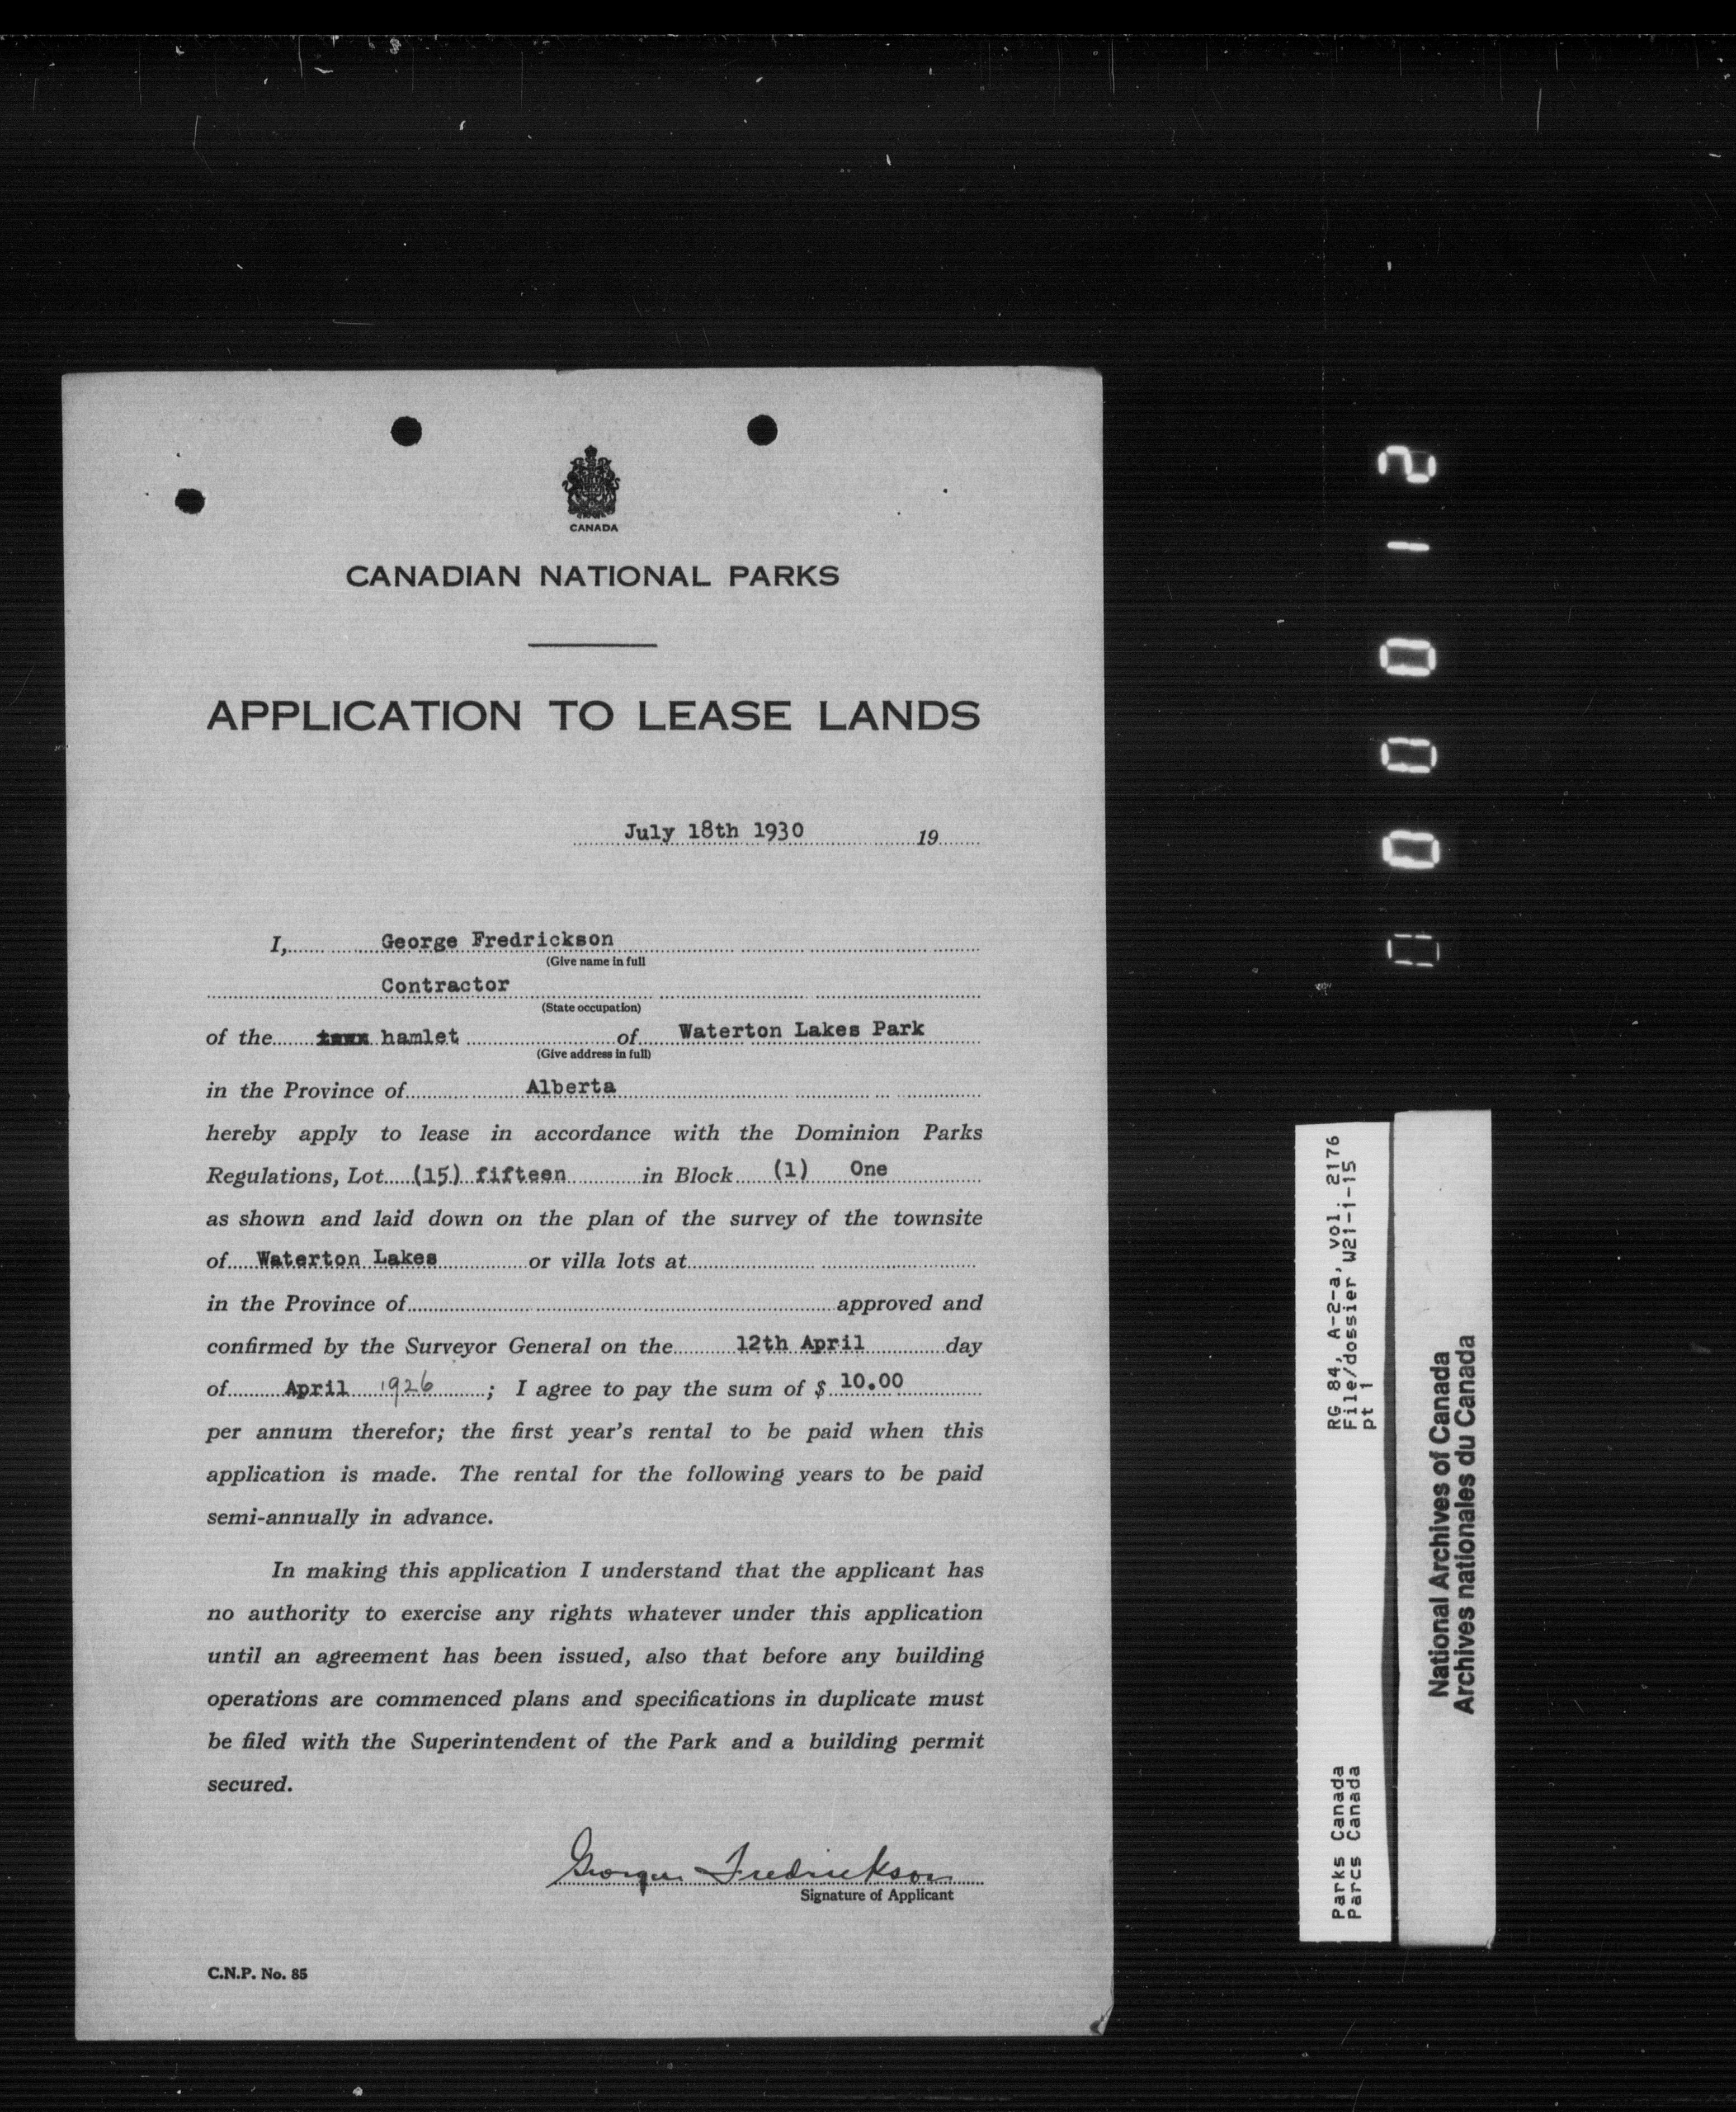 CANADA
CANADIAN NATIONAL PARKS
APPLICATION TO LEASE LANDS
July 18th 1930 19
I, George Fredrickson
(Give name in full
Contractor
(State occupation)
of the hamlet of Waterton Lakes Park
(Give address in full)
in the Province of Alberta
hereby apply to lease in accordance with the Dominion Parks
Regulations, Lot (15) fifteen in Block (1) One
as shown and laid down on the plan of the survey of the townsite
of Waterton Lakes or villa lots at
in the Province of approved and
confirmed by the Surveyor General on the 12th April day
of April 1926 ; I agree to pay the sum of $ 10.00
per annum therefor; the first year's rental to be paid when this
application is made. The rental for the following years to be paid
semi-annually in advance.
In making this application I understand that the applicant has
no authority to exercise any rights whatever under this application
until an agreement has been issued, also that before any building
operations are commenced plans and specifications in duplicate must
be filed with the Superintendent of the Park and a building permit
secured.
George Fredrickson
Signature of Applicant
C.N.P. No. 85
Parks Canada RG 84, A-2-a, vol. 2176
Parcs Canada File/dossier W21-1-15
pt 1
National Archives of Canada
Archives nationales du Canada